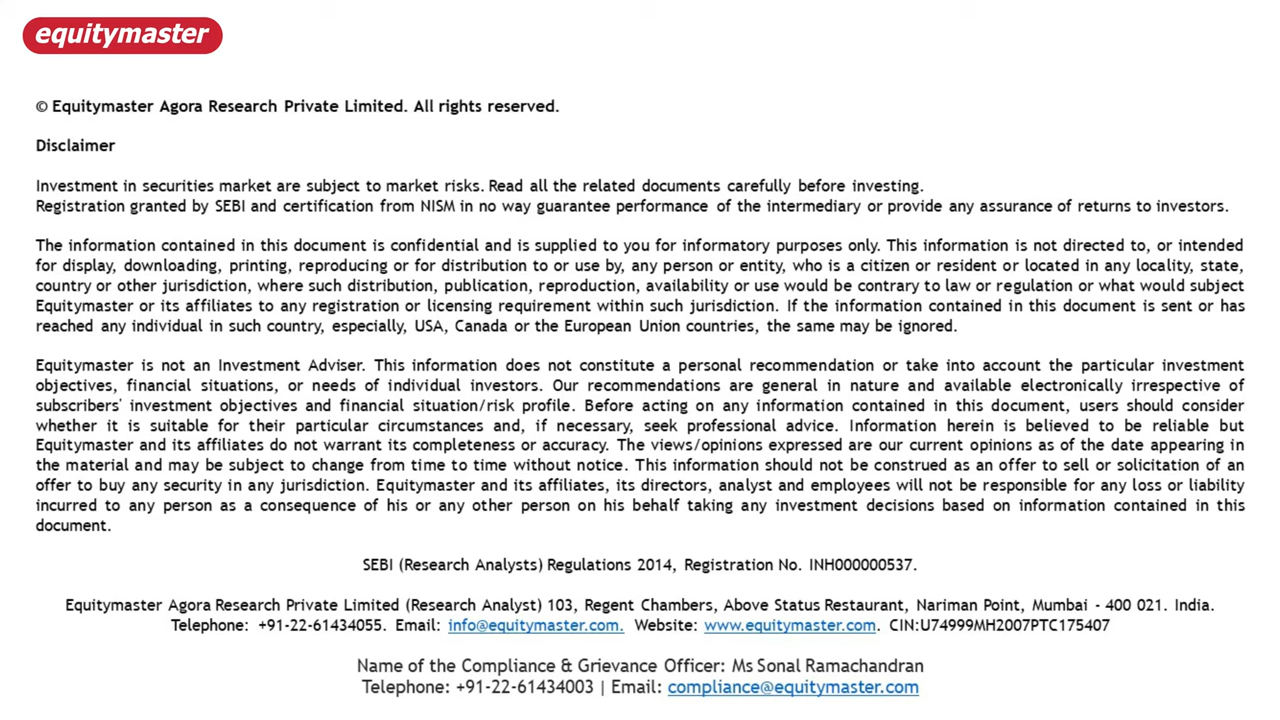 equitymaster
© Equitymaster Agora Research Private Limited. All rights reserved.
Disclaimer
Investment in securities market are subject to market risks. Read all the related documents carefully before investing.
Registration granted by SEBI and certification from NISM in no way guarantee performance of the intermediary or provide any assurance of returns to investors.
The information contained in this document is confidential and is supplied to you for informatory purposes only. This information is not directed to, or intended
for display, downloading, printing, reproducing or for distribution to or use by, any person or entity, who is a citizen or resident or located in any locality, state,
country or other jurisdiction, where such distribution, publication, reproduction, availability or use would be contrary to law or regulation or what would subject
Equitymaster or its affiliates to any registration or licensing requirement within such jurisdiction. If the information contained in this document is sent or has
reached any individual in such country, especially, USA, Canada or the European Union countries, the same may be ignored.
Equitymaster is not an Investment Adviser. This information does not constitute a personal recommendation or take into account the particular investment
objectives, financial situations, or needs of individual investors. Our recommendations are general in nature and available electronically irrespective of
subscribers' investment objectives and financial situation/risk profile. Before acting on any information contained in this document, users should consider
whether it is suitable for their particular circumstances and, if necessary, seek professional advice. Information herein is believed to be reliable but
Equitymaster and its affiliates do not warrant its completeness or accuracy. The views/opinions expressed are our current opinions as of the date appearing in
the material and may be subject to change from time to time without notice. This information should not be construed as an offer to sell or solicitation of an
offer to buy any security in any jurisdiction. Equitymaster and its affiliates, its directors, analyst and employees will not be responsible for any loss or liability
incurred to any person as a consequence of his or any other person on his behalf taking any investment decisions based on information contained in this
document.
SEBI (Research Analysts) Regulations 2014, Registration No. INH000000537.
Equitymaster Agora Research Private Limited (Research Analyst) 103, Regent Chambers, Above Status Restaurant, Nariman Point, Mumbai - 400 021. India.
Telephone: +91-22-61434055. Email: info@equitymaster.com. Website: www.equitymaster.com. CIN:U74999MH2007PTC175407
Name of the Compliance & Grievance Officer: Ms Sonal Ramachandran
Telephone: +91-22-61434003 | Email: compliance@equitymaster.com